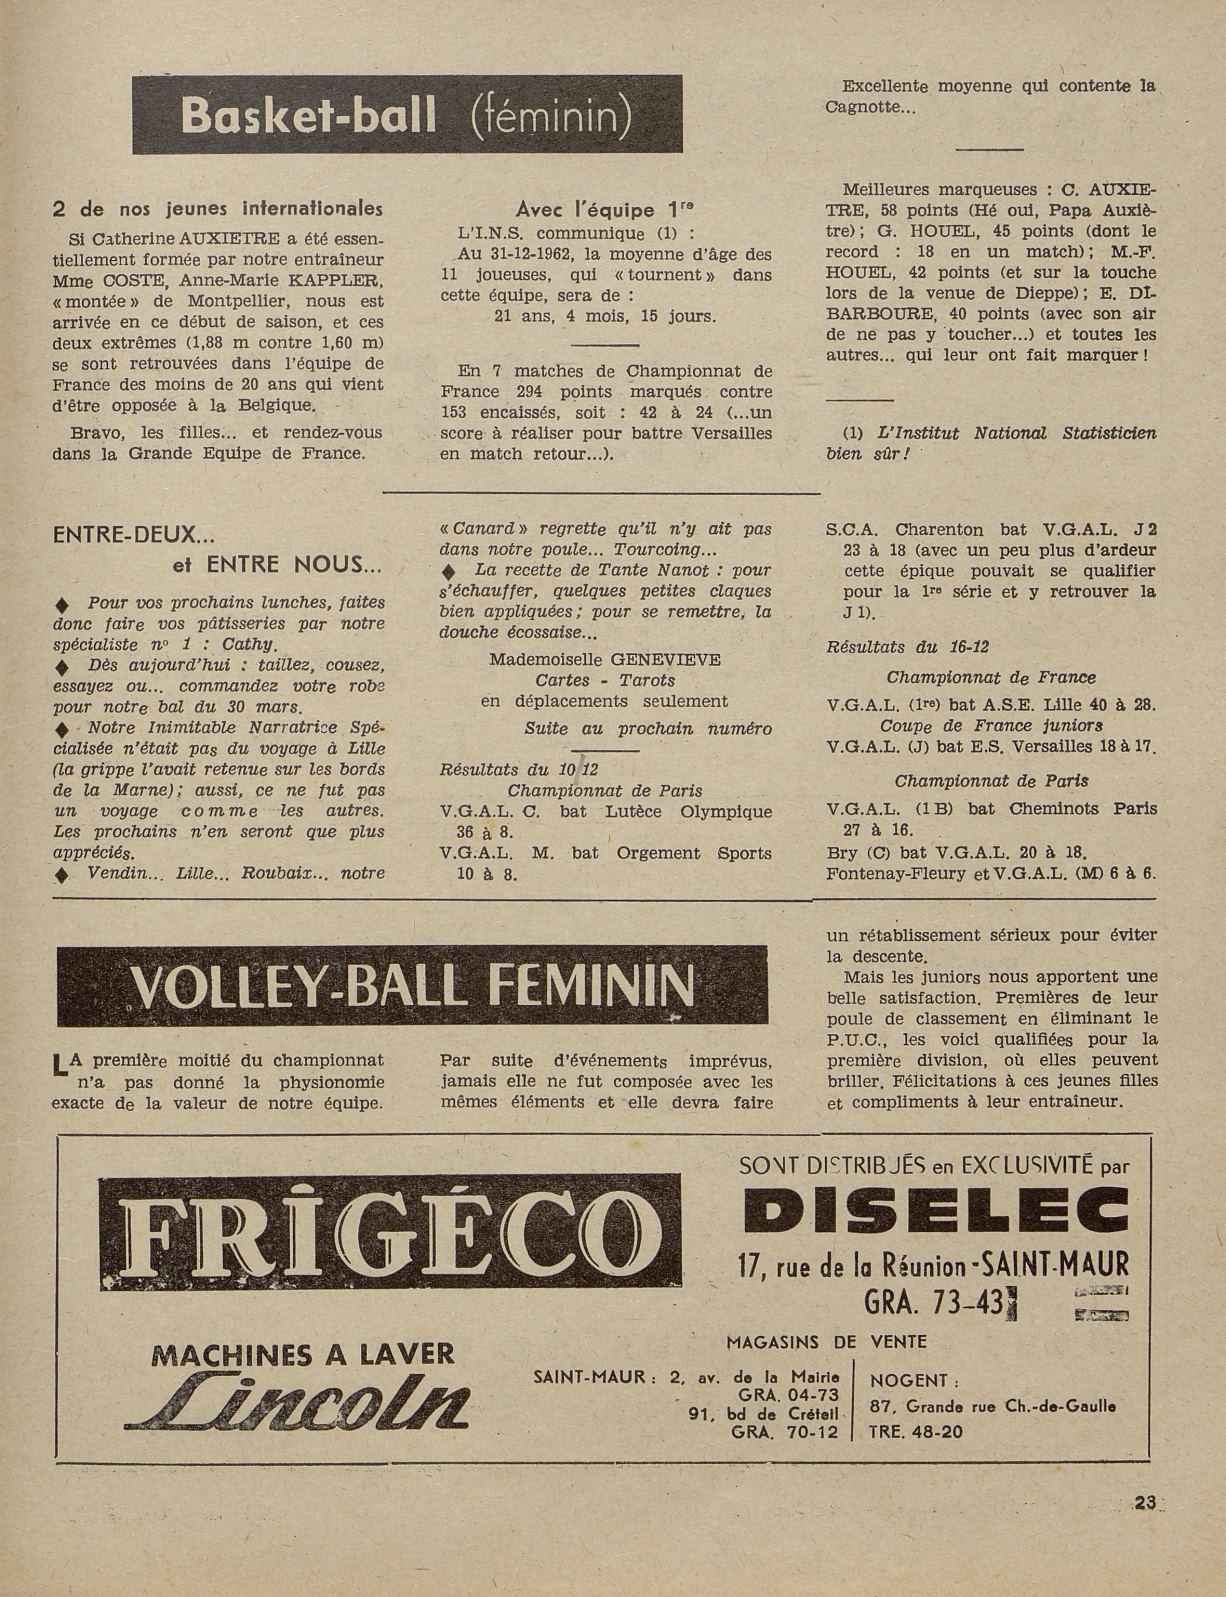 Basket-ball (féminin)
2 de nos jeunes internationales
Si Catherine AUXIETRE a été essen-
tiellement formée par notre entraîneur
Mme COSTE, Anne-Marie KAPPLER,
« montée » de Montpellier, nous est
arrivée en ce début de saison, et ces
deux extrêmes (1,88 m contre 1,60 m)
se sont retrouvées dans l'équipe de
France des moins de 20 ans qui vient
d'être opposée à la Belgique.
Bravo, les filles... et rendez-vous
dans la Grande Equipe de France.
Avec l'équipe 1re
L'I.N.S. communique (1) :
Au 31-12-1962, la moyenne d'âge des
11 joueuses, qui « tournent » dans
cette équipe, sera de :
21 ans, 4 mois, 15 jours.
En 7 matches de Championnat de
France 294 points marqués contre
153 encaissés, soit : 42 à 24 (...un
score à réaliser pour battre Versailles
en match retour...).
Excellente moyenne qui contente la
Cagnotte...
Meilleures marqueuses : C. AUXIE-
TRE, 58 points (Hé oui, Papa Auxiè-
tre) ; G. HOUEL, 45 points (dont le
record : 18 en un match) ; M.-F.
HOUEL, 42 points (et sur la touche
lors de la venue de Dieppe) ; E. DI-
BARBOURE, 40 points (avec son air
de ne pas y toucher...) et toutes les
autres... qui leur ont fait marquer !
(1) L'Institut National Statisticien
bien sûr !
ENTRE-DEUX...
et ENTRE NOUS...
♦ Pour vos prochains lunches, faites
donc faire vos pâtisseries par notre
spécialiste n° 1 : Cathy.
♦ Dès aujourd'hui : taillez, cousez,
essayez ou... commandez votre robe
pour notre bal du 30 mars.
♦ Notre Inimitable Narratrice Spé-
cialisée n'était pas du voyage à Lille
(la grippe l'avait retenue sur les bords
de la Marne) ; aussi, ce ne fut pas
un voyage comme les autres.
Les prochains n'en seront que plus
appréciés.
♦ Vendin... Lille... Roubaix... notre
« Canard » regrette qu'il n'y ait pas
dans notre poule... Tourcoing...
♦ La recette de Tante Nanot : pour
s'échauffer, quelques petites claques
bien appliquées ; pour se remettre, la
douche écossaise...
Mademoiselle GENEVIEVE
Cartes - Tarots
en déplacements seulement
Suite au prochain numéro
Résultats du 10/12
Championnat de Paris
V.G.A.L. C. bat Lutèce Olympique
36 à 8.
V.G.A.L. M. bat Orgement Sports
10 à 8.
S.C.A. Charenton bat V.G.A.L. J 2
23 à 18 (avec un peu plus d'ardeur
cette épique pouvait se qualifier
pour la 1re série et y retrouver la
J 1).
Résultats du 16-12
Championnat de France
V.G.A.L. (1re) bat A.S.E. Lille 40 à 28.
Coupe de France juniors
V.G.A.L. (J) bat E.S. Versailles 18 à 17.
Championnat de Paris
V.G.A.L. (1 B) bat Cheminots Paris
27 à 16.
Bry (C) bat V.G.A.L. 20 à 18.
Fontenay-Fleury et V.G.A.L. (M) 6 à 6.
VOLLEY-BALL FEMININ
LA première moitié du championnat
n'a pas donné la physionomie
exacte de la valeur de notre équipe.
Par suite d'événements imprévus,
jamais elle ne fut composée avec les
mêmes éléments et elle devra faire
un rétablissement sérieux pour éviter
la descente.
Mais les juniors nous apportent une
belle satisfaction. Premières de leur
poule de classement en éliminant le
P.U.C., les voici qualifiées pour la
première division, où elles peuvent
briller. Félicitations à ces jeunes filles
et compliments à leur entraîneur.
FRIGÉCO
MACHINES A LAVER
Lincoln
SONT DISTRIBUÉS en EXCLUSIVITÉ par
DISELEC
17, rue de la Réunion - SAINT-MAUR
GRA. 73-43
MAGASINS DE VENTE
SAINT-MAUR : 2, av. de la Mairie
GRA. 04-73
91, bd de Créteil
GRA. 70-12
NOGENT :
87, Grande rue Ch.-de-Gaulle
TRE. 48-20
23